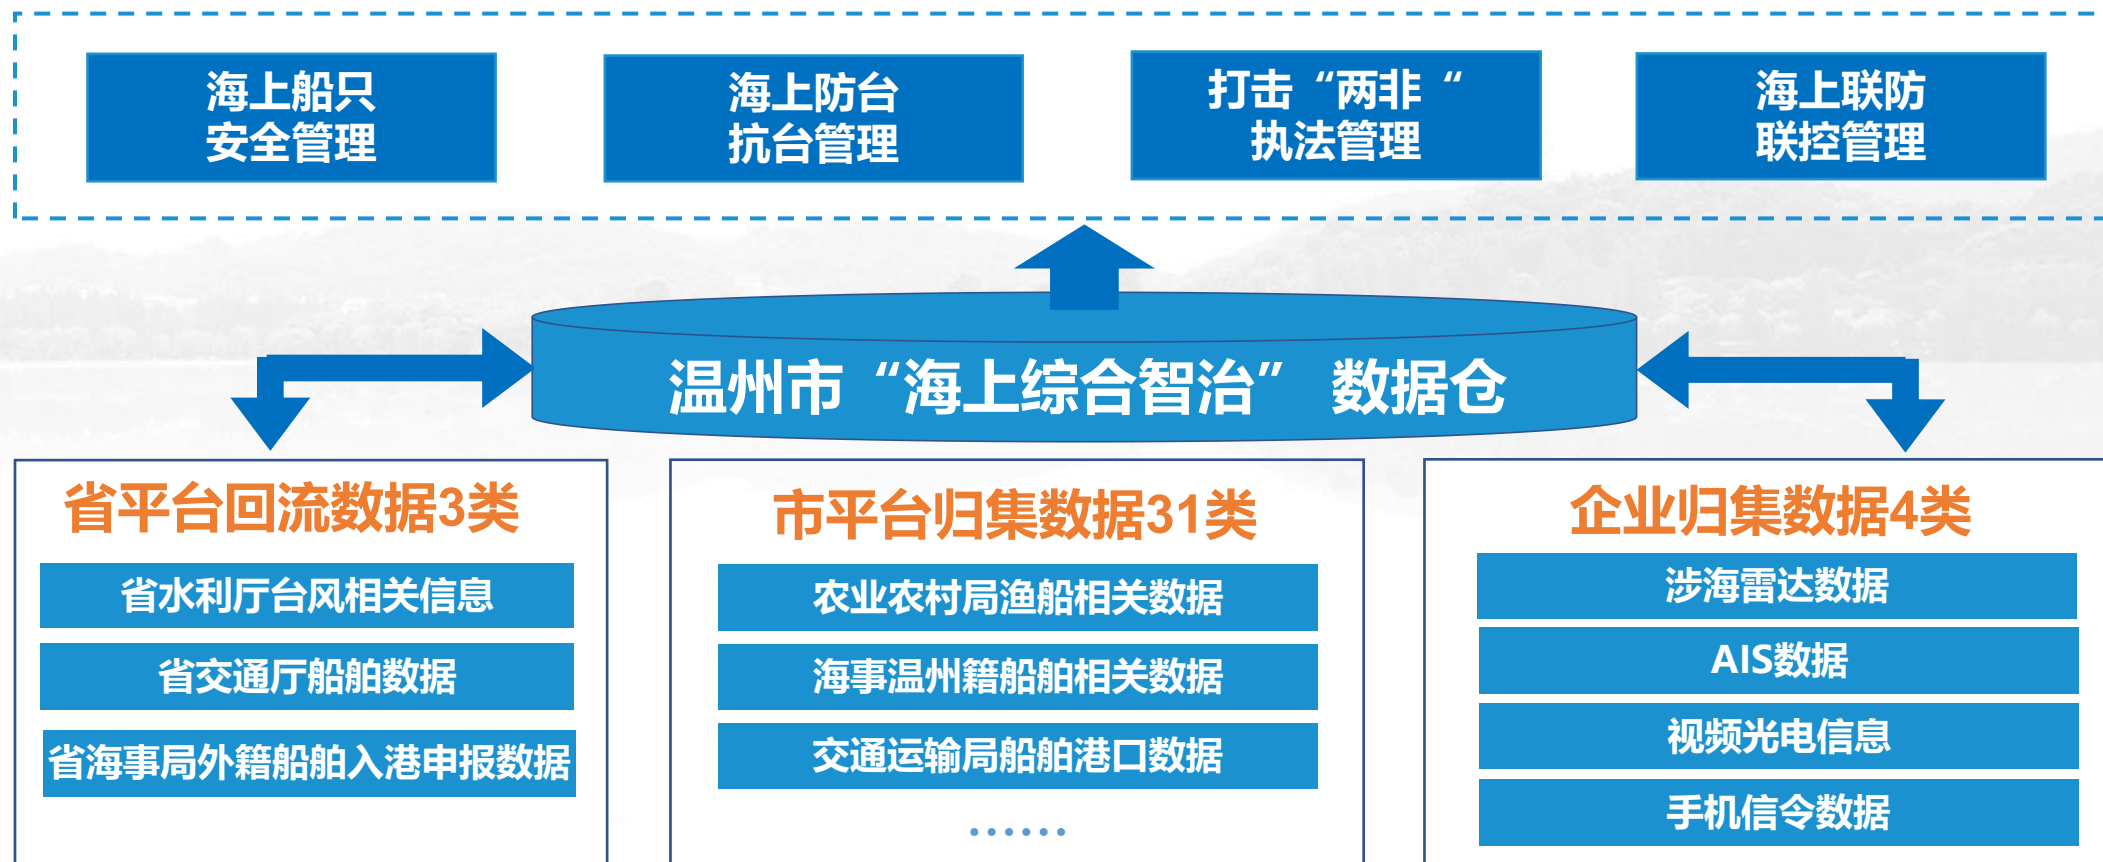 海上船只
安全管理
海上防台
抗台管理
打击“两非“
执法管理
海上联防
联控管理
温州市“海上综合智治” 数据仓
省平台回流数据3类
省水利厅台风相关信息
省交通厅船舶数据
省海事局外籍船舶入港申报数据
市平台归集数据31类
农业农村局渔船相关数据
海事温州籍船舶相关数据
交通运输局船舶港口数据
······
企业归集数据4类
涉海雷达数据
AIS数据
视频光电信息
手机信令数据